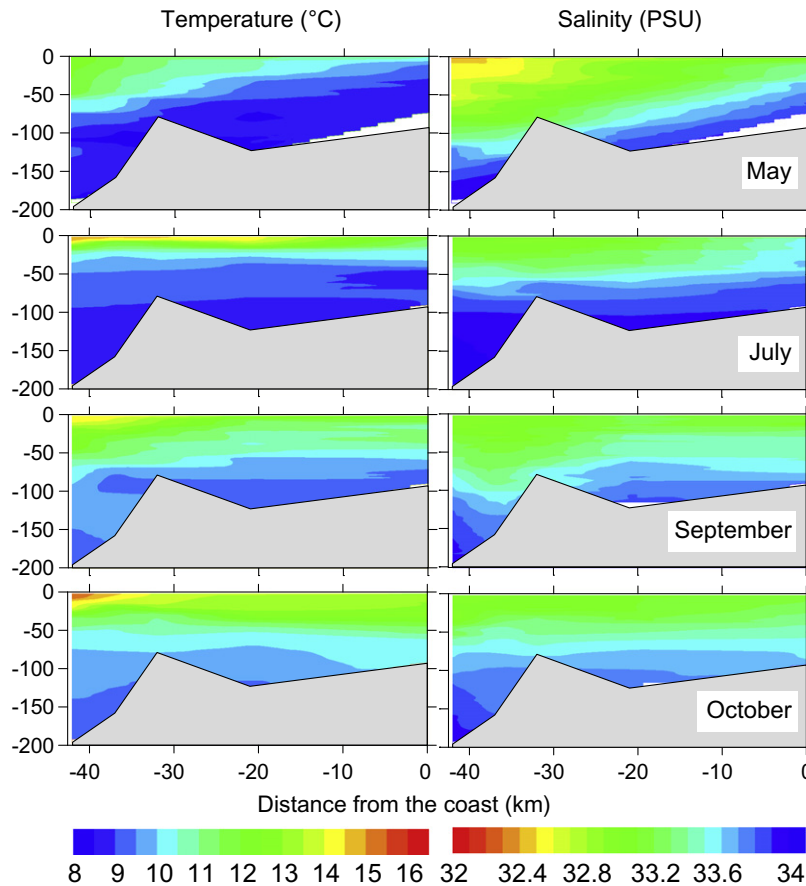 Temperature (°C) Salinity (PSU)
0
-50
-100
-150
-200
May
0
-50
-100
-150
-200
July
0
-50
-100
-150
-200
September
0
-50
-100
-150
-200
October
-40 -30 -20 -10 0 -40 -30 -20 -10 0
Distance from the coast (km)
8 9 10 11 12 13 14 15 16 32 32.4 32.8 33.2 33.6 34